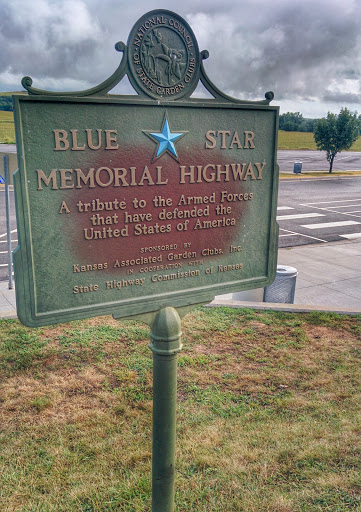 NATIONAL COUNCIL
OF STATE GARDEN CLUBS
BLUE STAR
MEMORIAL HIGHWAY
A tribute to the Armed Forces
that have defended the
United States of America
SPONSORED BY
Kansas Associated Garden Clubs, Inc.
IN COOPERATION WITH
State Highway Commission of Kansas